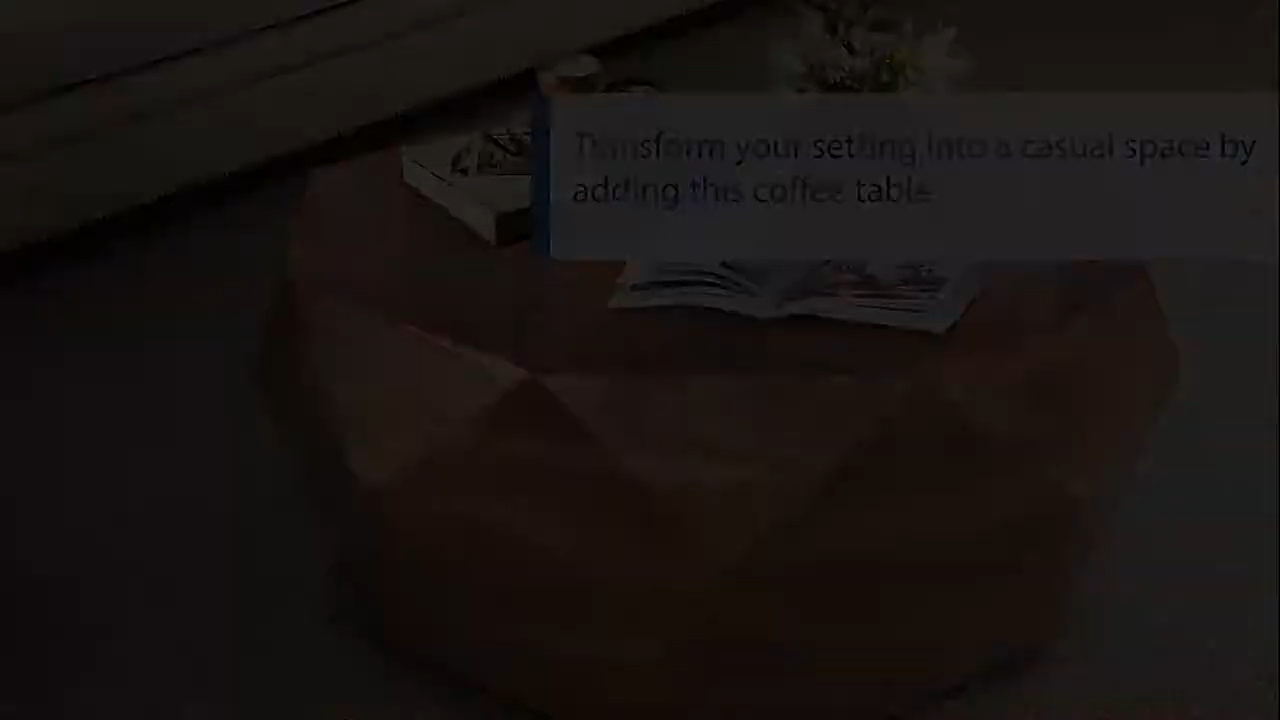 Transform your setting into a casual space by
adding this coffee table